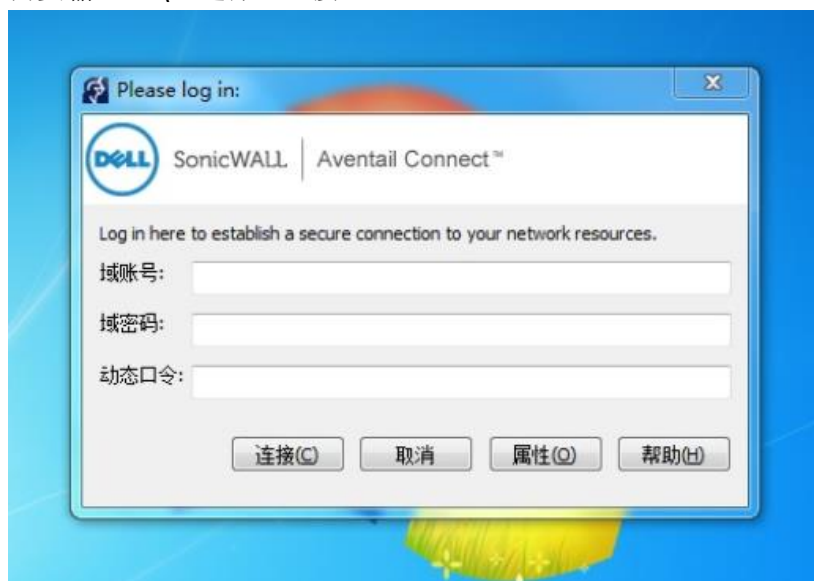 Please log in:
DELL SonicWALL | Aventail Connect™
Log in here to establish a secure connection to your network resources.
域账号:
域密码:
动态口令:
连接(C) 取消 属性(O) 帮助(H)